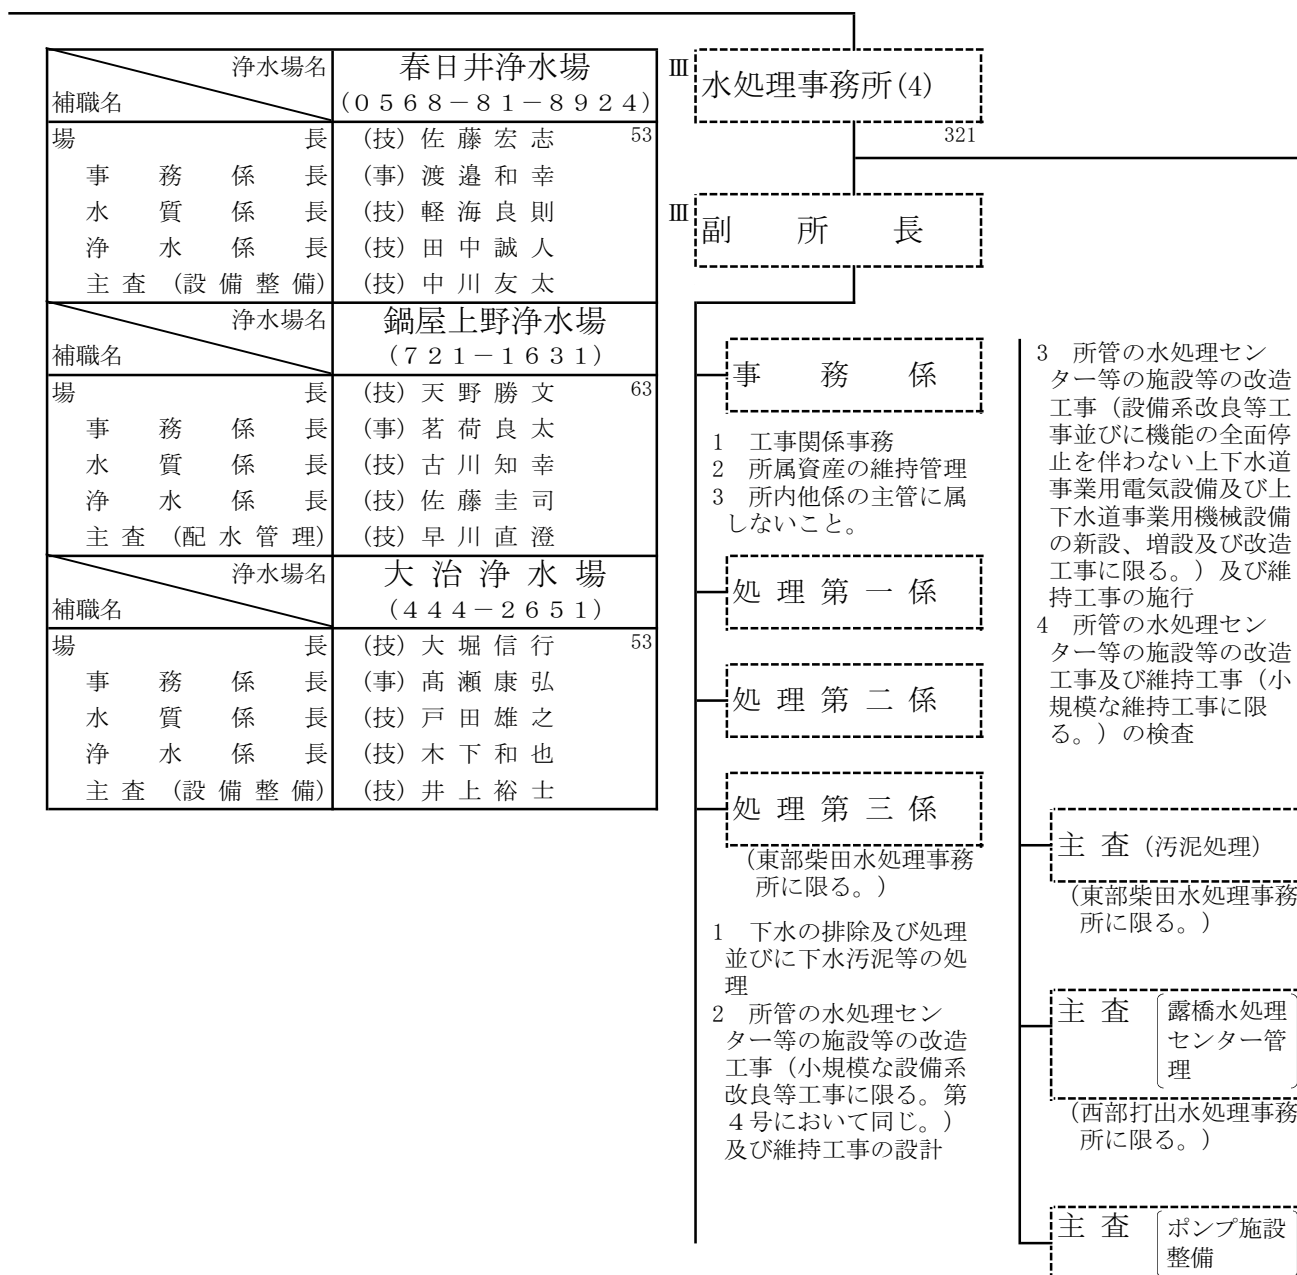 浄水場名 春日井浄水場
補職名 (0568-81-8924)
場長 (技) 佐藤宏志 53
事務係長 (事) 渡邉和幸
水質係長 (技) 軽海良則
浄水係長 (技) 田中誠人
主査(設備整備) (技) 中川友太
浄水場名 鍋屋上野浄水場
補職名 (721-1631)
場長 (技) 天野勝文 63
事務係長 (事) 茗荷良太
水質係長 (技) 古川知幸
浄水係長 (技) 佐藤圭司
主査(配水管理) (技) 早川直澄
浄水場名 大治浄水場
補職名 (444-2651)
場長 (技) 大堀信行 53
事務係長 (事) 髙瀬康弘
水質係長 (技) 戸田雄之
浄水係長 (技) 木下和也
主査(設備整備) (技) 井上裕士
Ⅲ 水処理事務所(4)
321
Ⅲ 副所長
事務係
1 工事関係事務
2 所属資産の維持管理
3 所内他係の主管に属
しないこと。
処理第一係
処理第二係
処理第三係
(東部柴田水処理事務
所に限る。)
1 下水の排除及び処理
並びに下水汚泥等の処
理
2 所管の水処理セン
ター等の施設等の改造
工事(小規模な設備系
改良等工事に限る。第
4号において同じ。)
及び維持工事の設計
3 所管の水処理セン
ター等の施設等の改造
工事(設備系改良等工
事並びに機能の全面停
止を伴わない上下水道
事業用電気設備及び上
下水道事業用機械設備
の新設、増設及び改造
工事に限る。)及び維
持工事の施行
4 所管の水処理セン
ター等の施設等の改造
工事及び維持工事(小
規模な維持工事に限
る。)の検査
主査(汚泥処理)
(東部柴田水処理事務
所に限る。)
主査 露橋水処理
センター管
理
(西部打出水処理事務
所に限る。)
主査 ポンプ施設
整備